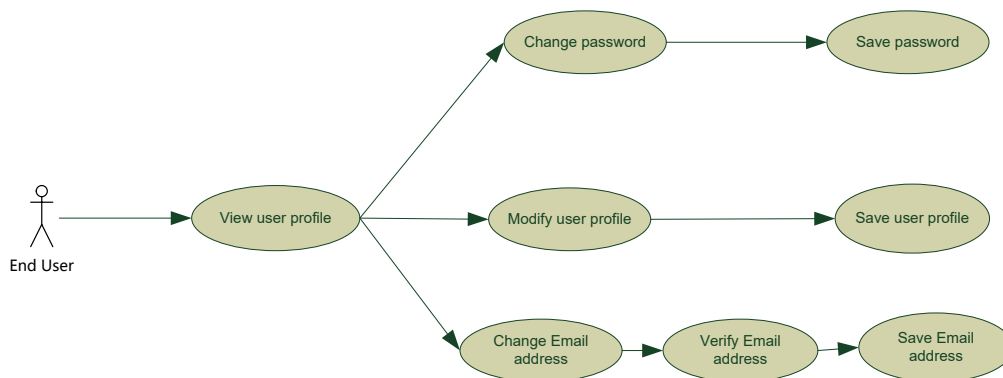 Change password
Save password
View user profile
Modify user profile
Save user profile
End User
Change Email
address
Verify Email
address
Save Email
address